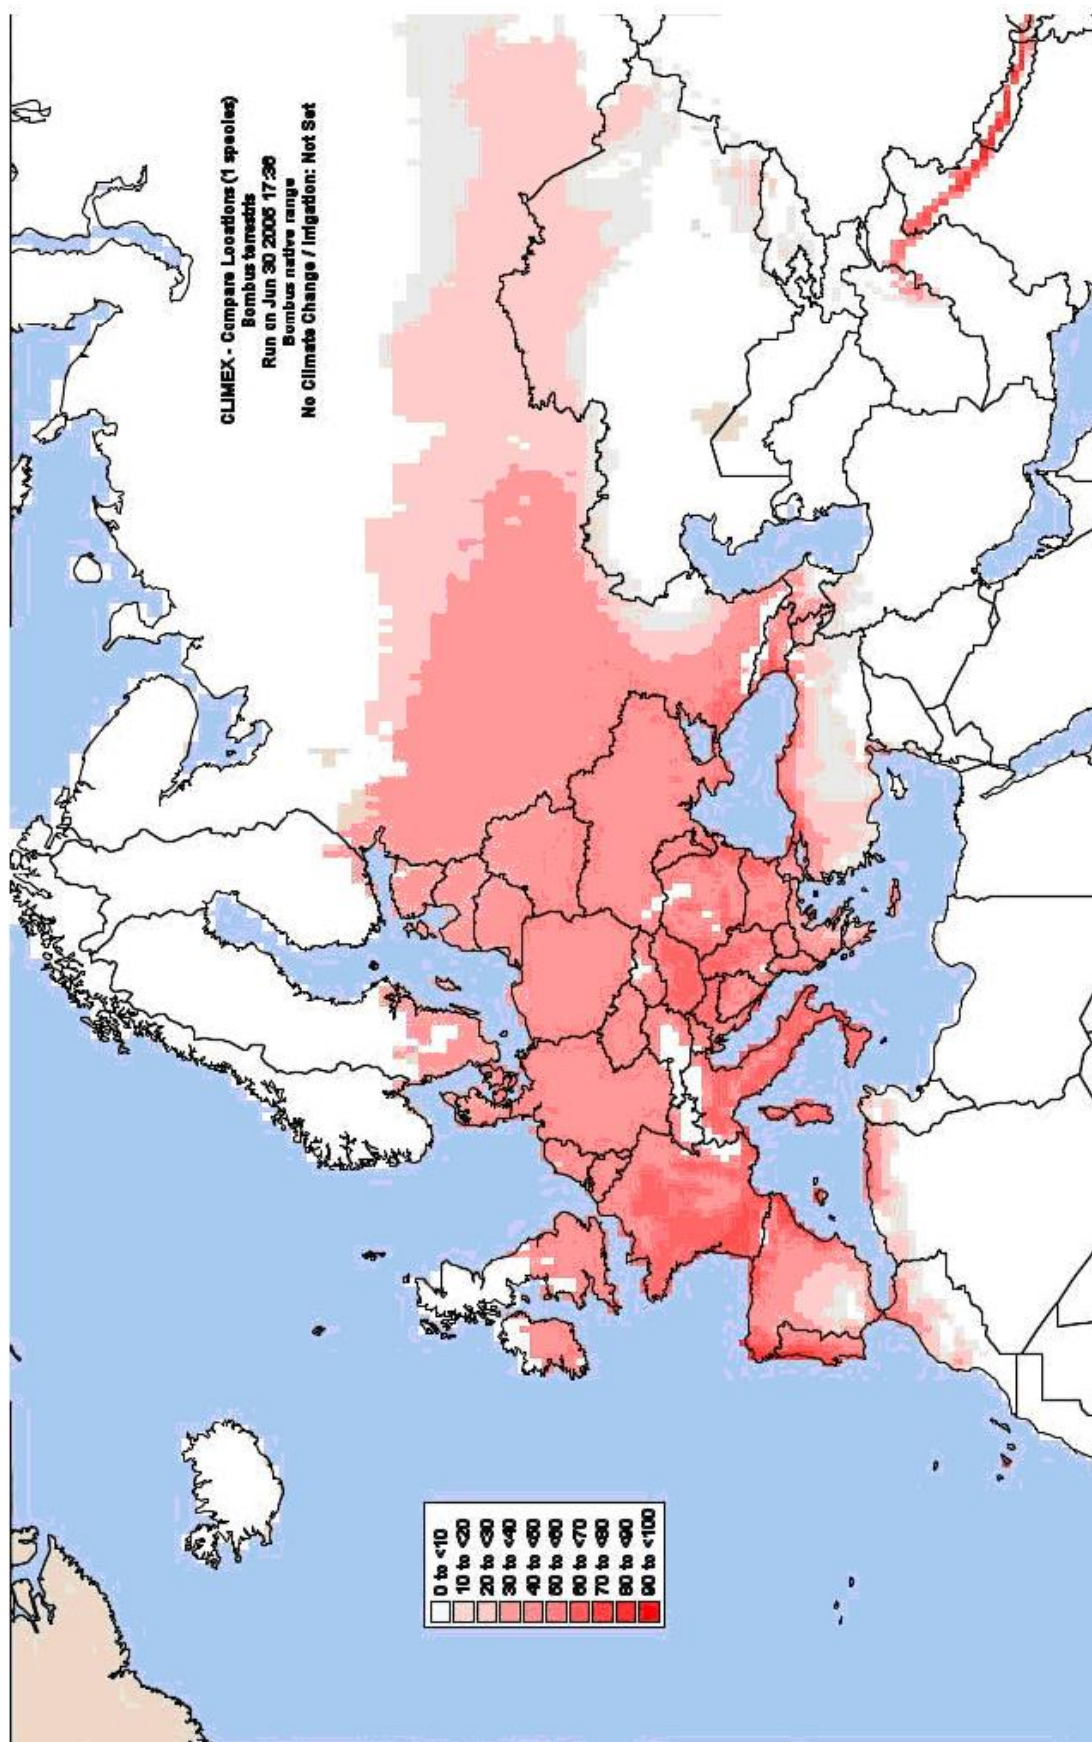 CLIMEX - Compare Locations (1 species)
Bombus terrestris
Run on Jun 30 2005 17:36
Bombus native range
No Climate Change / Irrigation: Not Set
0 to <10
10 to <20
20 to <30
30 to <40
40 to <50
50 to <60
60 to <70
70 to <80
80 to <90
90 to <100